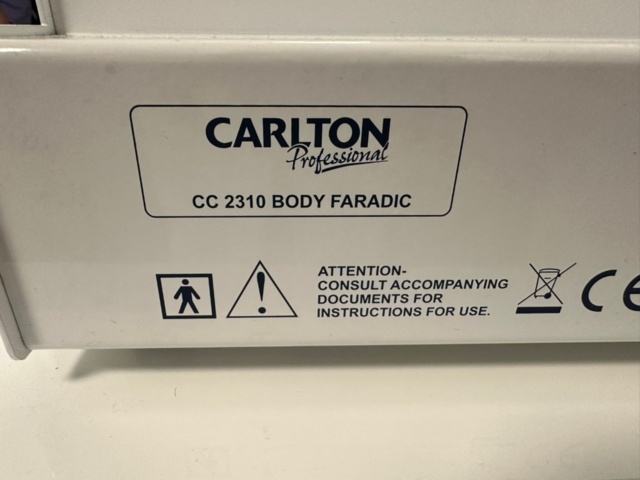 CARLTON
Professional
CC 2310 BODY FARADIC
ATTENTION-
CONSULT ACCOMPANYING
DOCUMENTS FOR
INSTRUCTIONS FOR USE.
CE